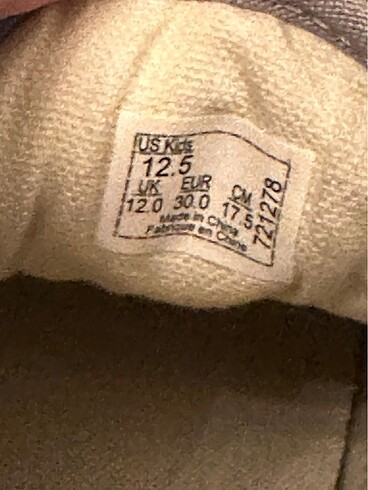 US Kids
12.5
UK EUR CM
12.0 30.0 17.5
Made in China
Fabrique en Chine
721278